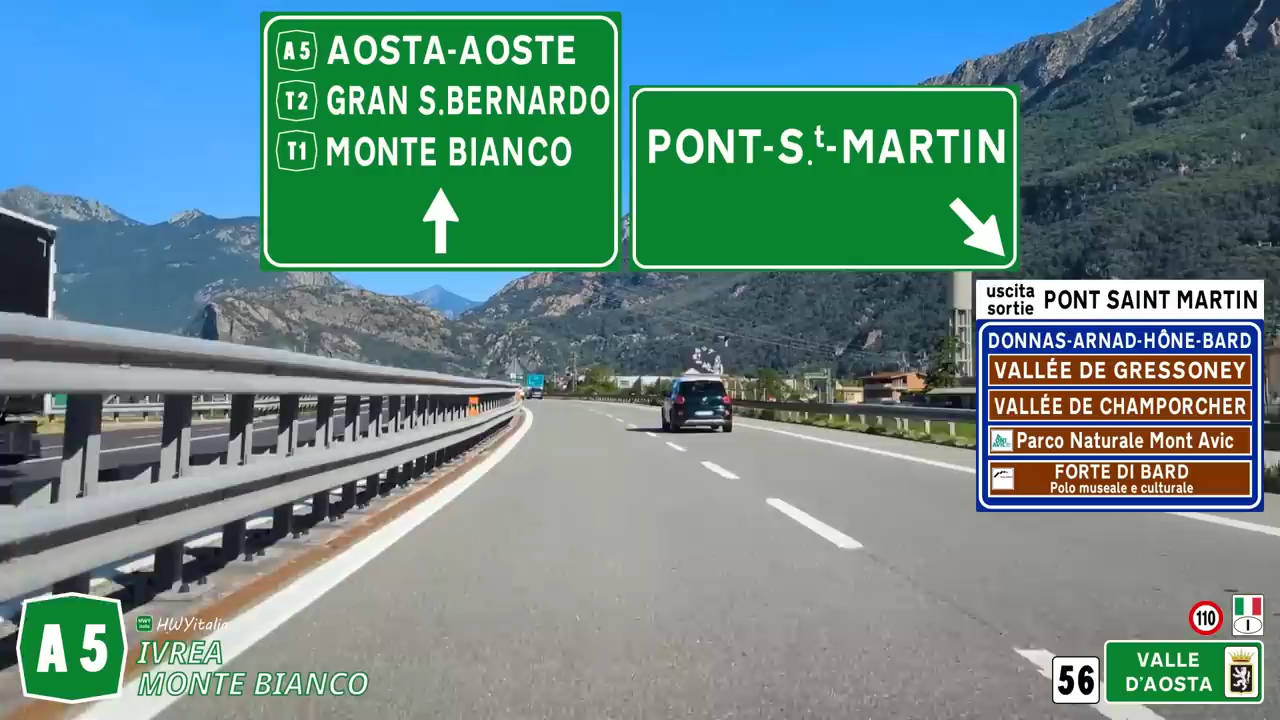 A5 AOSTA-AOSTE
T2 GRAN S.BERNARDO
T1 MONTE BIANCO
PONT-S.t-MARTIN
uscita
sortie
PONT SAINT MARTIN
DONNAS-ARNAD-HÔNE-BARD
VALLÉE DE GRESSONEY
VALLÉE DE CHAMPORCHER
Parco Naturale Mont Avic
FORTE DI BARD
Polo museale e culturale
A 5
HWYitalia
IVREA
MONTE BIANCO
110
I
56
VALLE
D'AOSTA